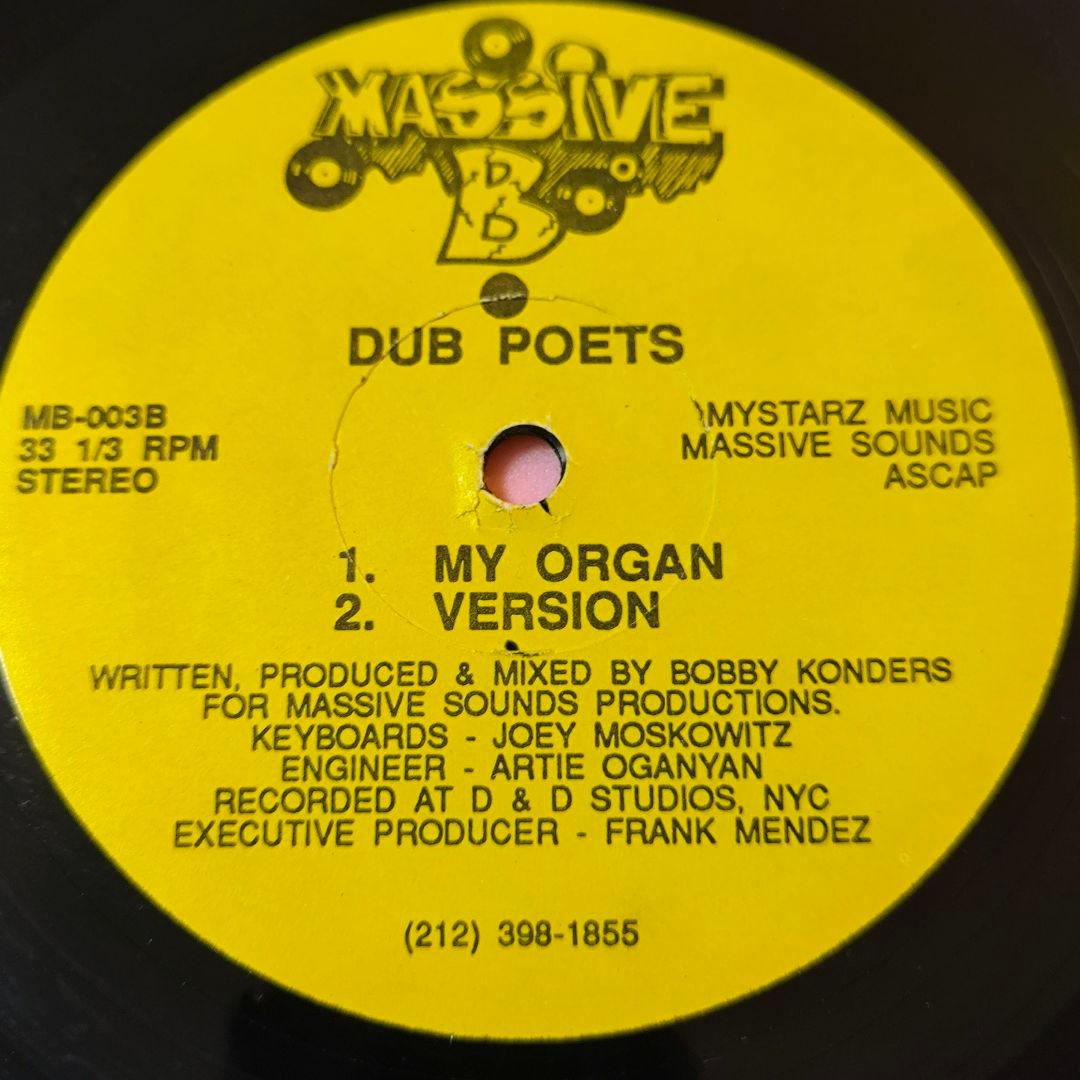 MASSIVE
B
D
D
DUB POETS
MB-003B
33 1/3 RPM
STEREO
MYSTARZ MUSIC
MASSIVE SOUNDS
ASCAP
1. MY ORGAN
2. VERSION
WRITTEN, PRODUCED & MIXED BY BOBBY KONDERS
FOR MASSIVE SOUNDS PRODUCTIONS.
KEYBOARDS - JOEY MOSKOWITZ
ENGINEER - ARTIE OGANYAN
RECORDED AT D & D STUDIOS, NYC
EXECUTIVE PRODUCER - FRANK MENDEZ
(212) 398-1855